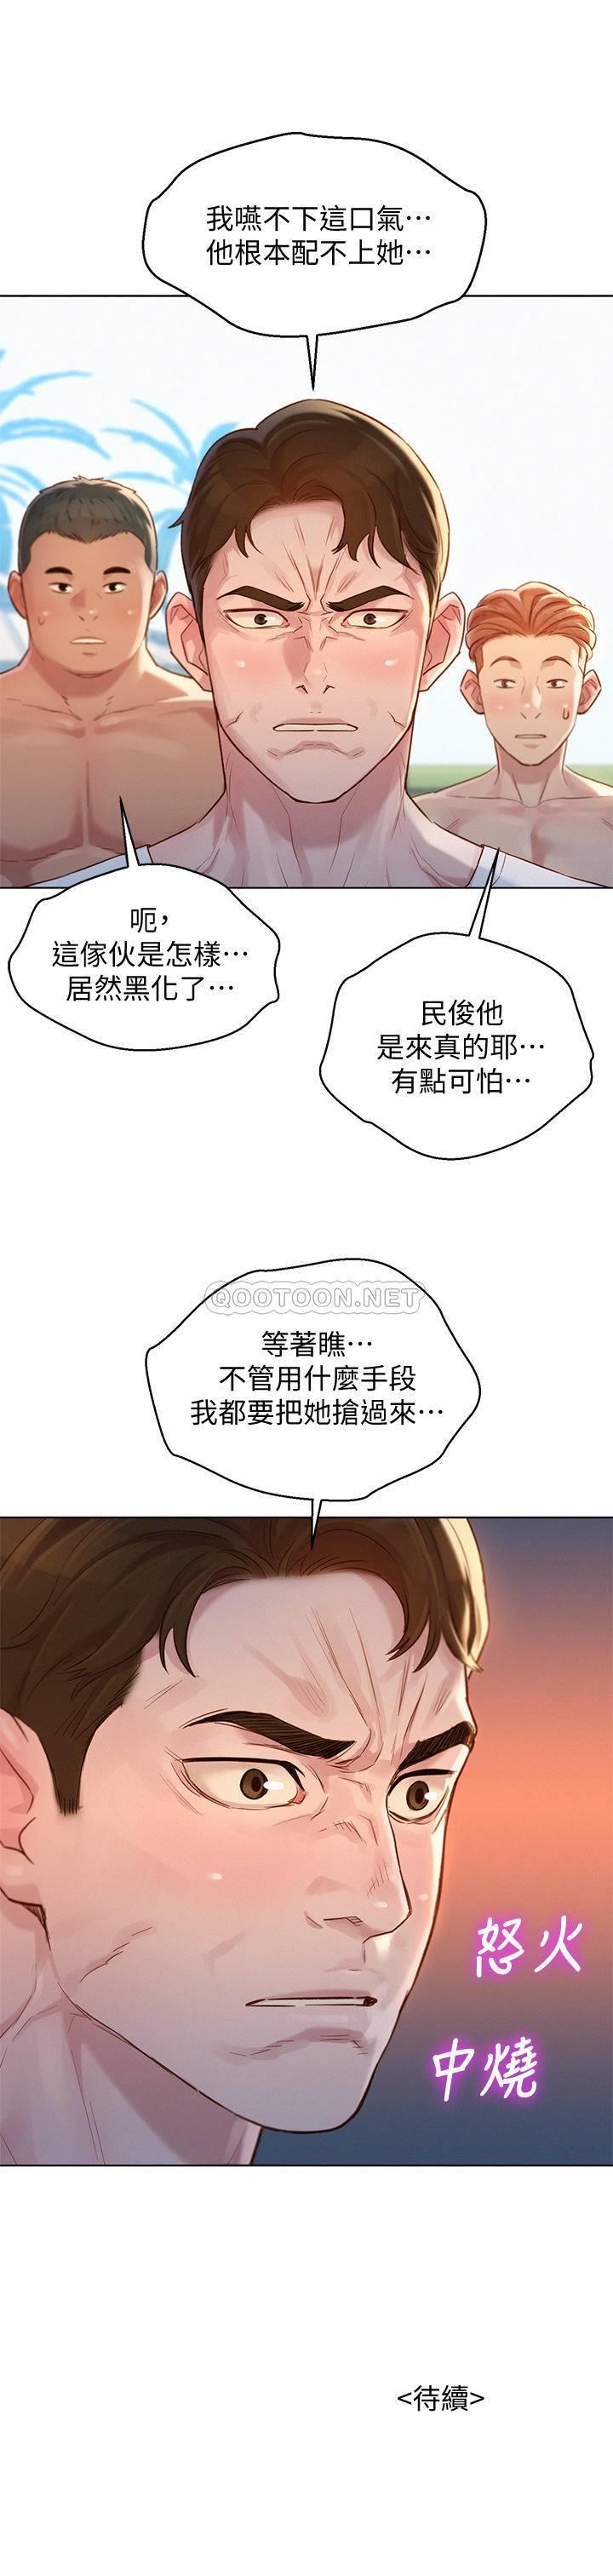 我嚥不下這口氣⋯
他根本配不上她⋯
呃，
這傢伙是怎樣⋯
居然黑化了⋯
民俊他
是來真的耶⋯
有點可怕⋯
QOOTOON.NET
等著瞧⋯
不管用什麼手段
我都要把她搶過來⋯
怒火
中燒
<待續>